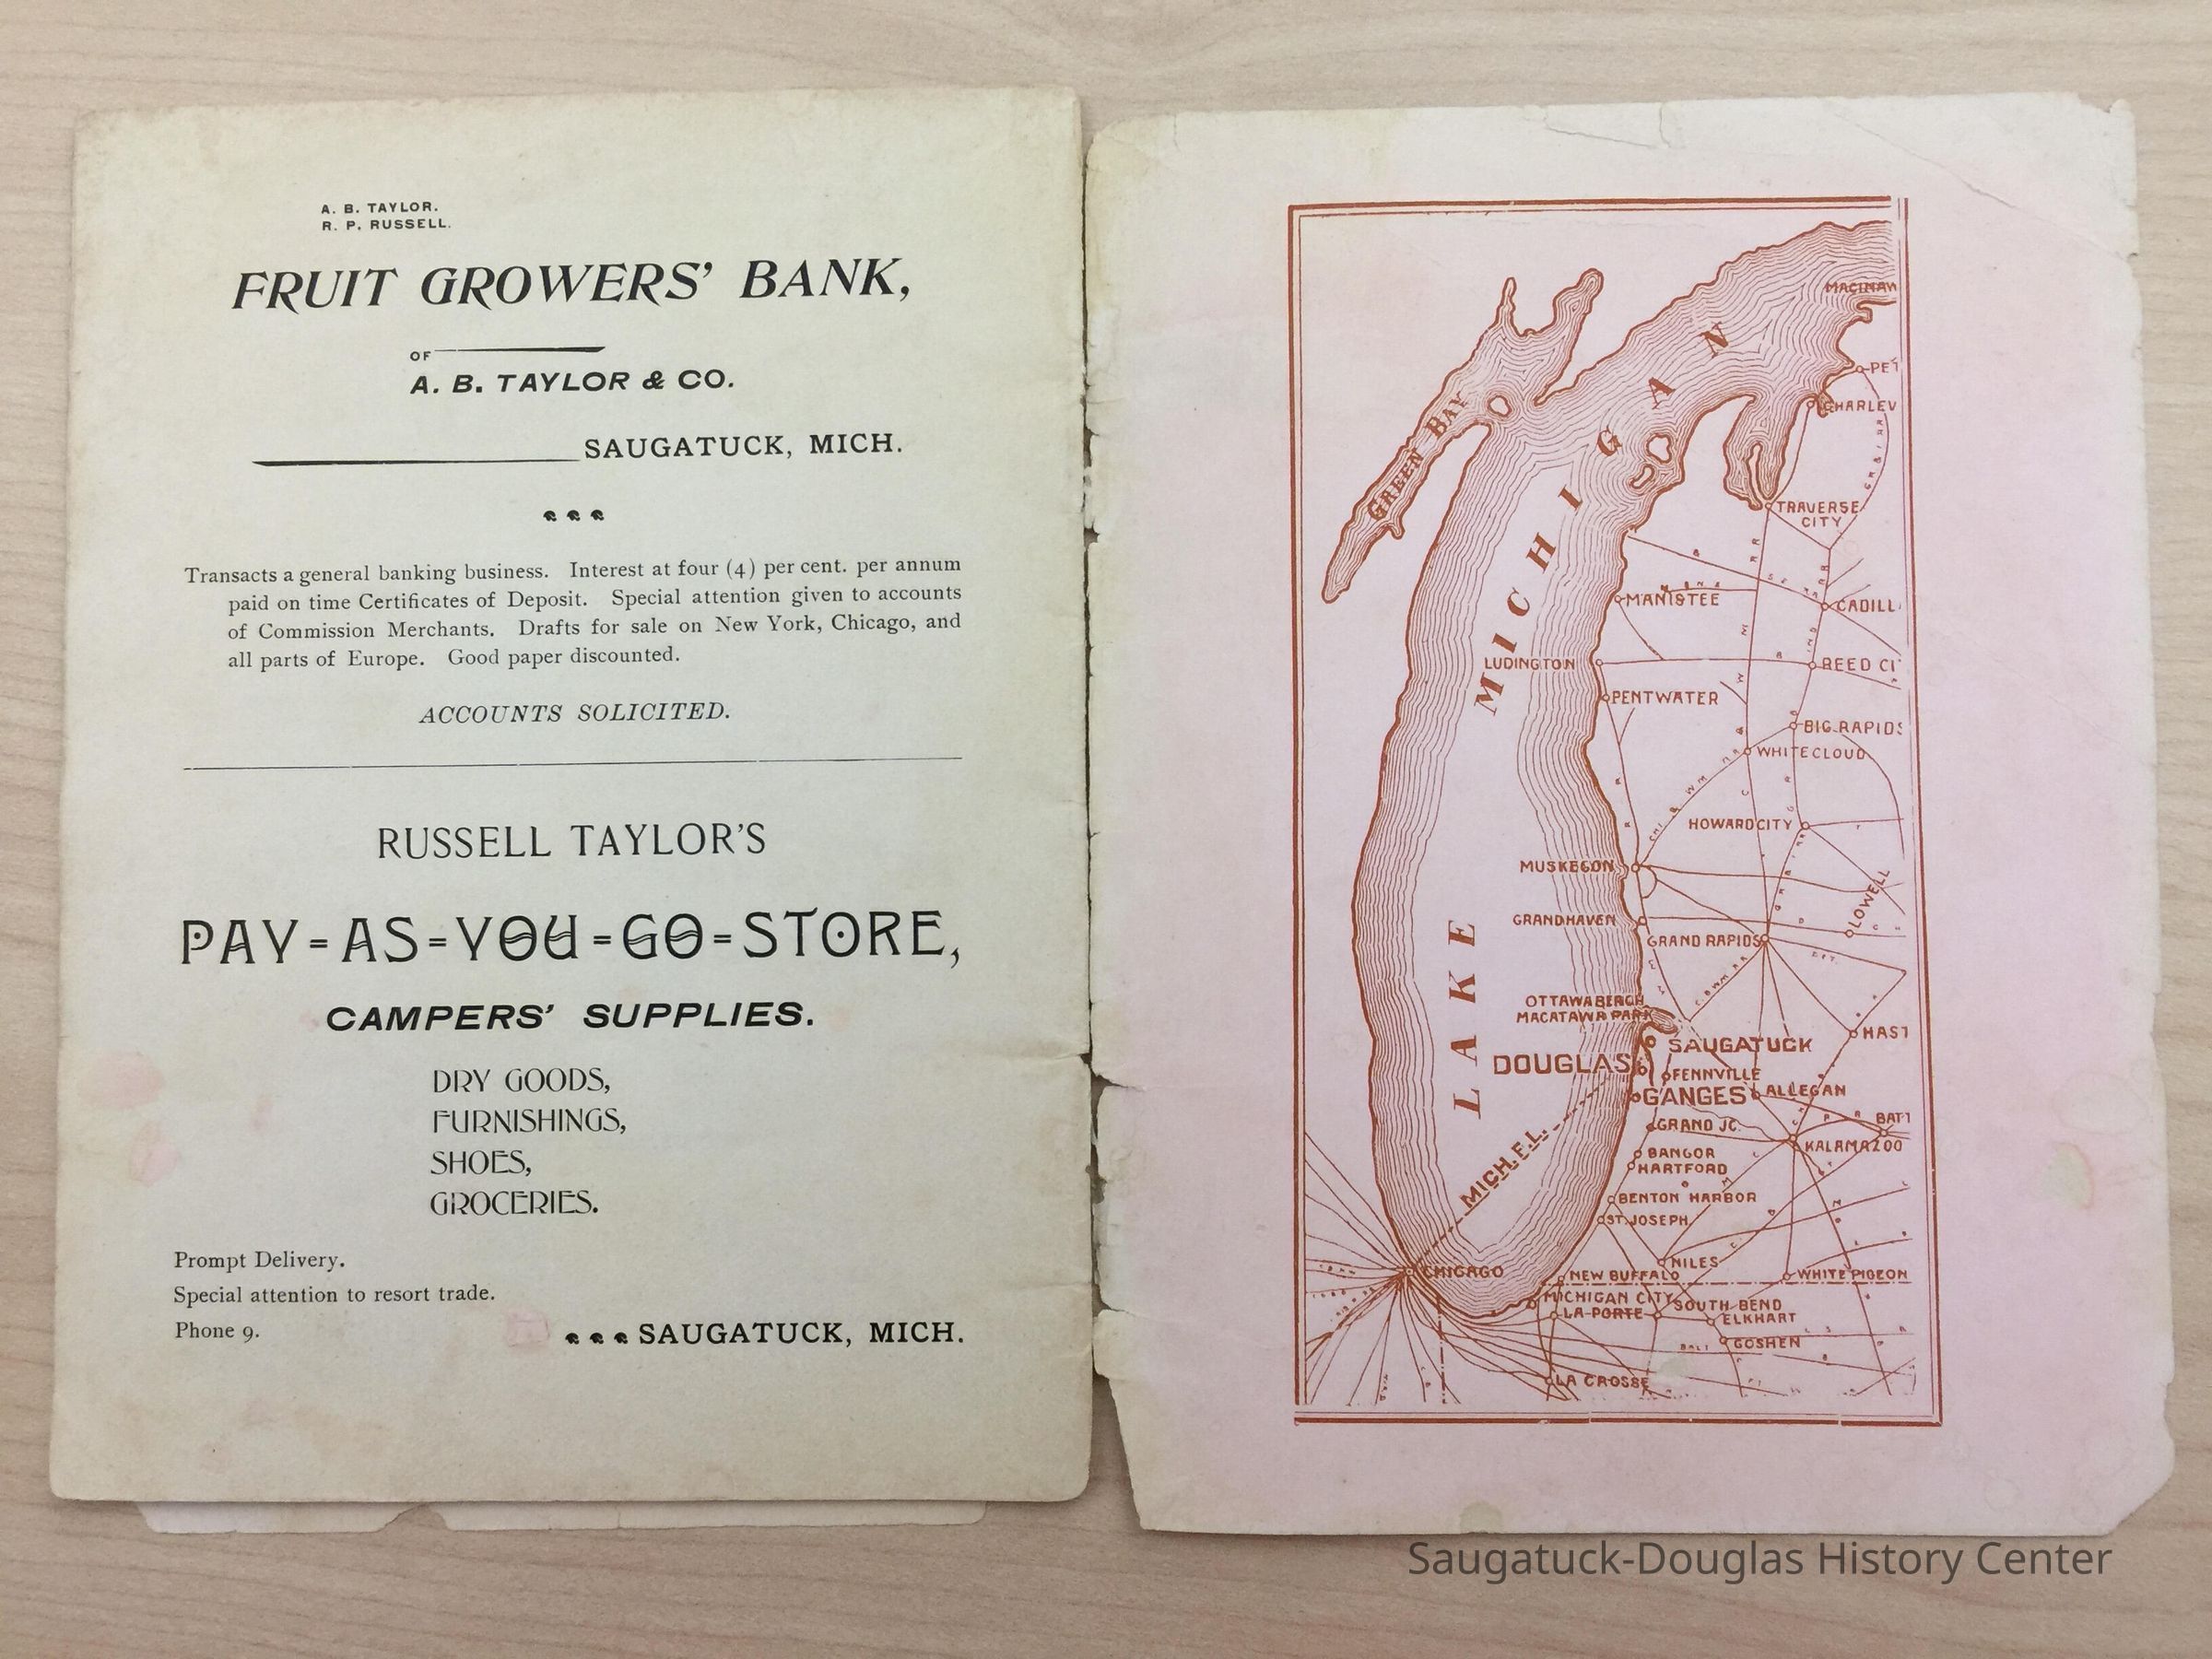 A. B. TAYLOR.
R. P. RUSSELL.
FRUIT GROWERS' BANK,
OF
A. B. TAYLOR & CO.
SAUGATUCK, MICH.
Transacts a general banking business. Interest at four (4) per cent. per annum
paid on time Certificates of Deposit. Special attention given to accounts
of Commission Merchants. Drafts for sale on New York, Chicago, and
all parts of Europe. Good paper discounted.
ACCOUNTS SOLICITED.
RUSSELL TAYLOR'S
PAY=AS=YOU=GO=STORE,
CAMPERS' SUPPLIES.
DRY GOODS,
FURNISHINGS,
SHOES,
GROCERIES.
Prompt Delivery.
Special attention to resort trade.
Phone 9.
SAUGATUCK, MICH.
MACINAW
PET
CHARLEV
GREEN BAY
LAKE MICHIGAN
TRAVERSE
CITY
MANISTEE
CADILL
LUDINGTON
REED CI
PENTWATER
BIG RAPIDS
WHITE CLOUD
HOWARD CITY
MUSKEGON
LOWELL
GRANDHAVEN
GRAND RAPIDS
OTTAWA BEACH
MACATAWA PARK
HAST
SAUGATUCK
DOUGLAS
FENNVILLE
GANGES
ALLEGAN
GRAND JC.
BATT
KALAMAZOO
BANGOR
HARTFORD
MICH.E.L.
BENTON HARBOR
ST. JOSEPH
NILES
CHICAGO
NEW BUFFALO
WHITE PIGEON
MICHIGAN CITY
SOUTH BEND
LA-PORTE
ELKHART
GOSHEN
LA CROSSE
Saugatuck-Douglas History Center